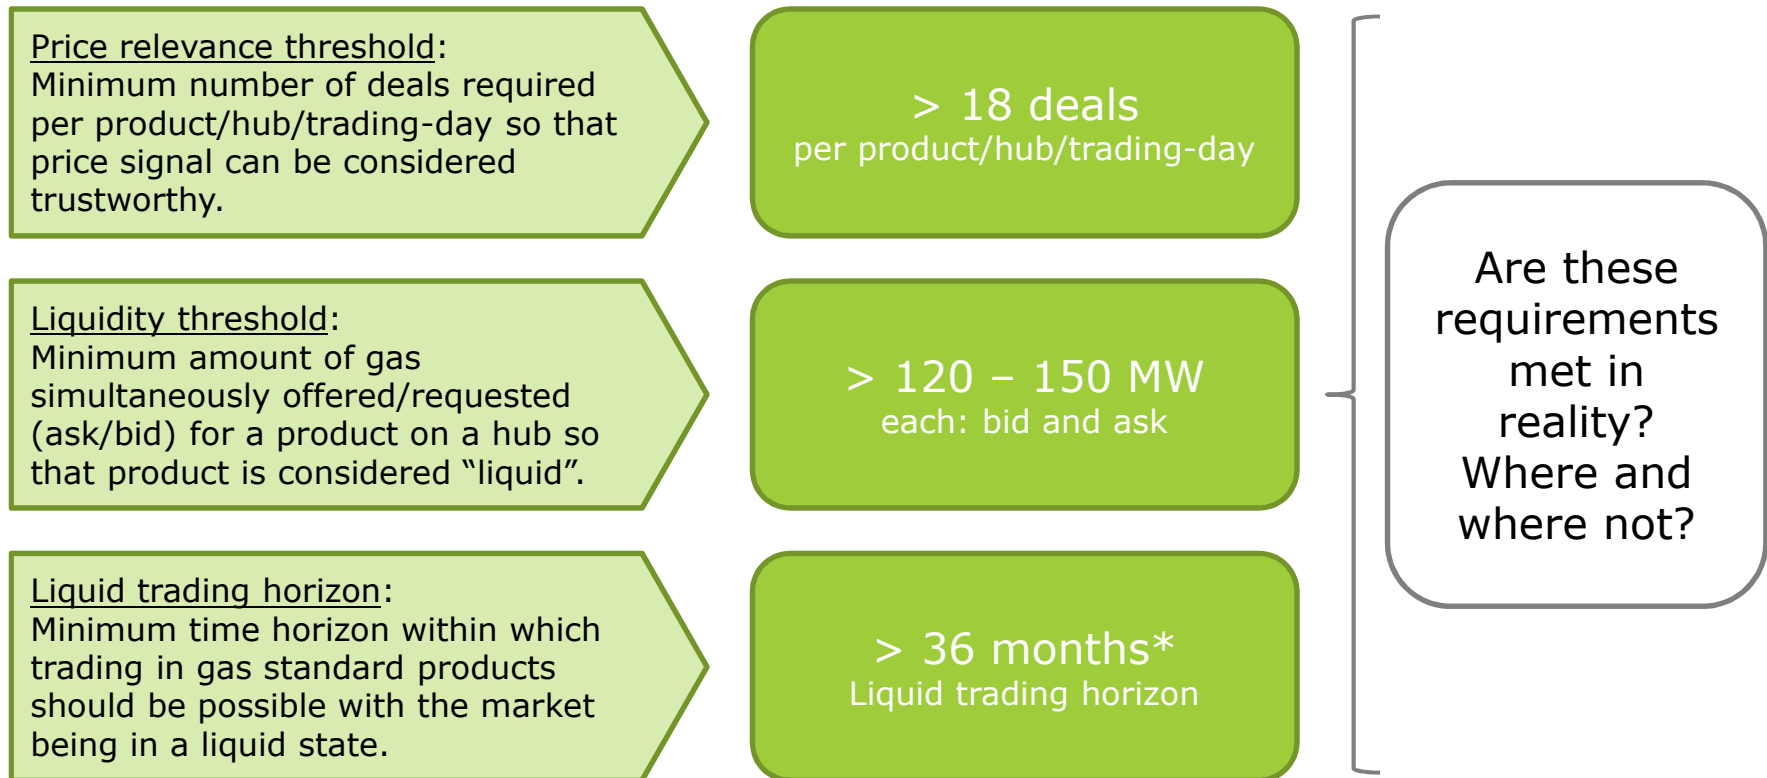 Price relevance threshold:
Minimum number of deals required
per product/hub/trading-day so that
price signal can be considered
trustworthy.
> 18 deals
per product/hub/trading-day
Liquidity threshold:
Minimum amount of gas
simultaneously offered/requested
(ask/bid) for a product on a hub so
that product is considered “liquid”.
> 120 – 150 MW
each: bid and ask
Liquid trading horizon:
Minimum time horizon within which
trading in gas standard products
should be possible with the market
being in a liquid state.
> 36 months*
Liquid trading horizon
Are these
requirements
met in
reality?
Where and
where not?